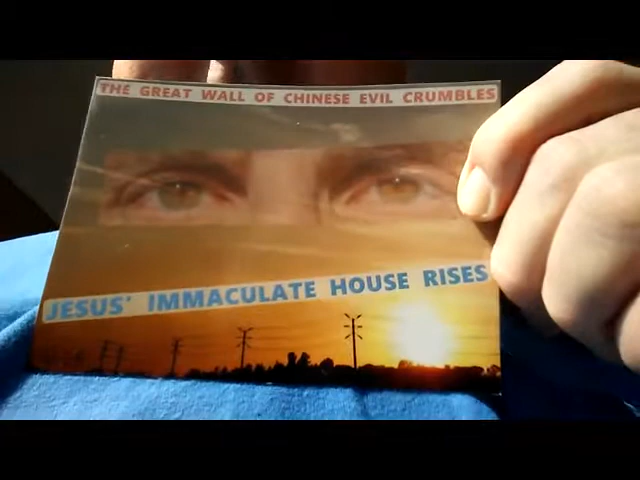 THE GREAT WALL OF CHINESE EVIL CRUMBLES
JESUS' IMMACULATE HOUSE RISES